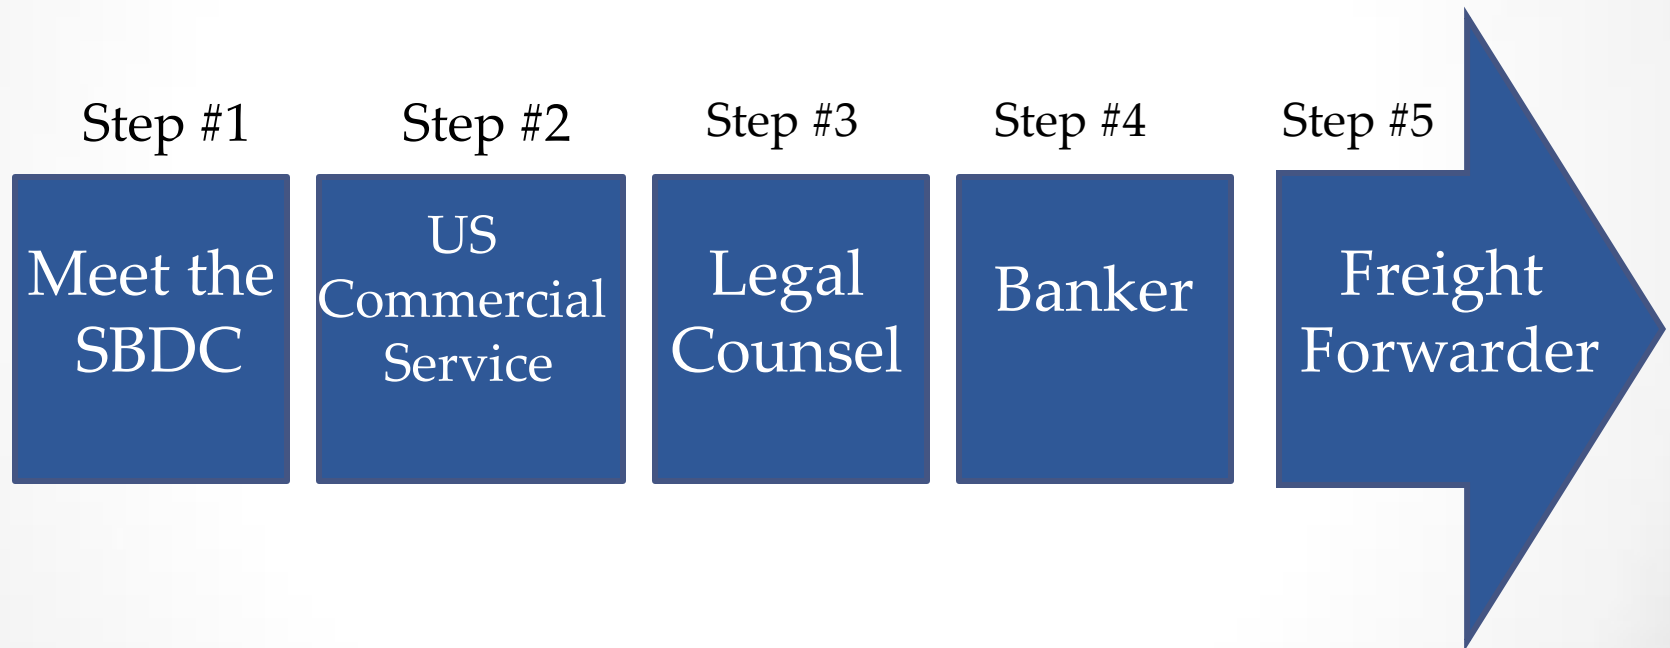 Step #1
Step #2
Step #3
Step #4
Step #5
Meet the
SBDC
US
Commercial
Service
Legal
Counsel
Banker
Freight
Forwarder